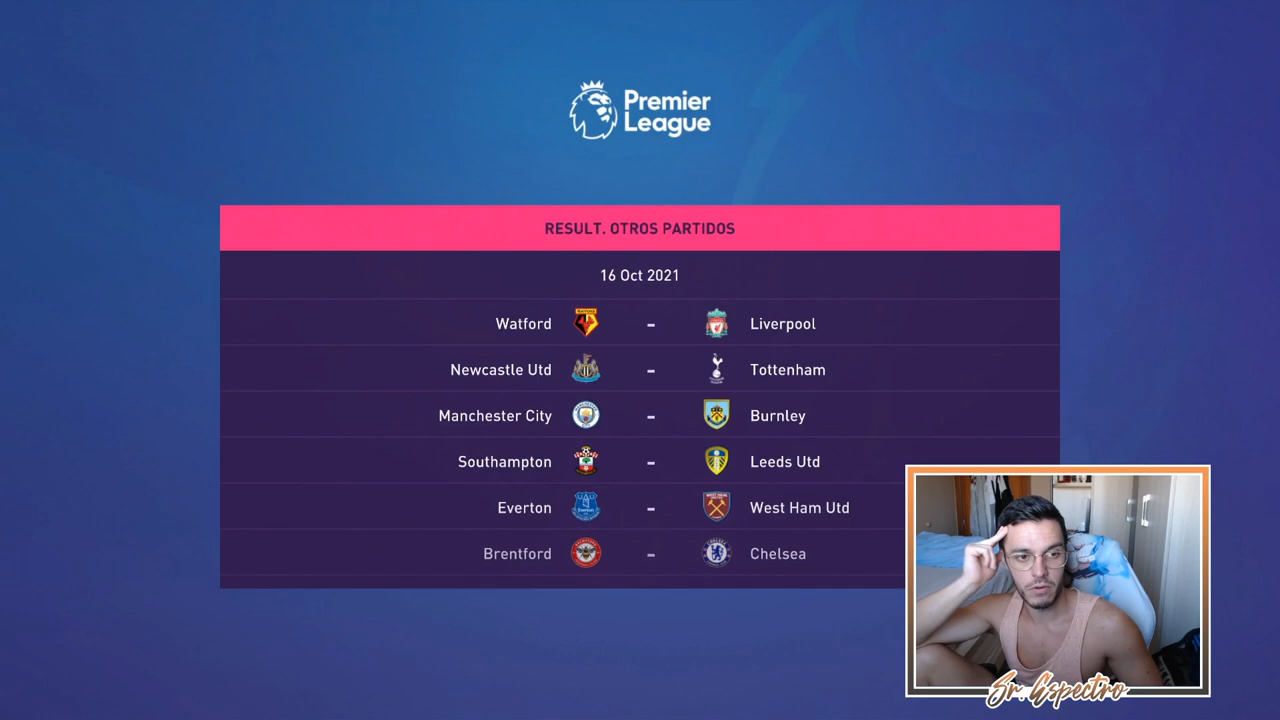 Premier
League
RESULT. OTROS PARTIDOS
16 Oct 2021
Watford - Liverpool
Newcastle Utd - Tottenham
Manchester City - Burnley
Southampton - Leeds Utd
Everton - West Ham Utd
Brentford - Chelsea
Sr. Espectro